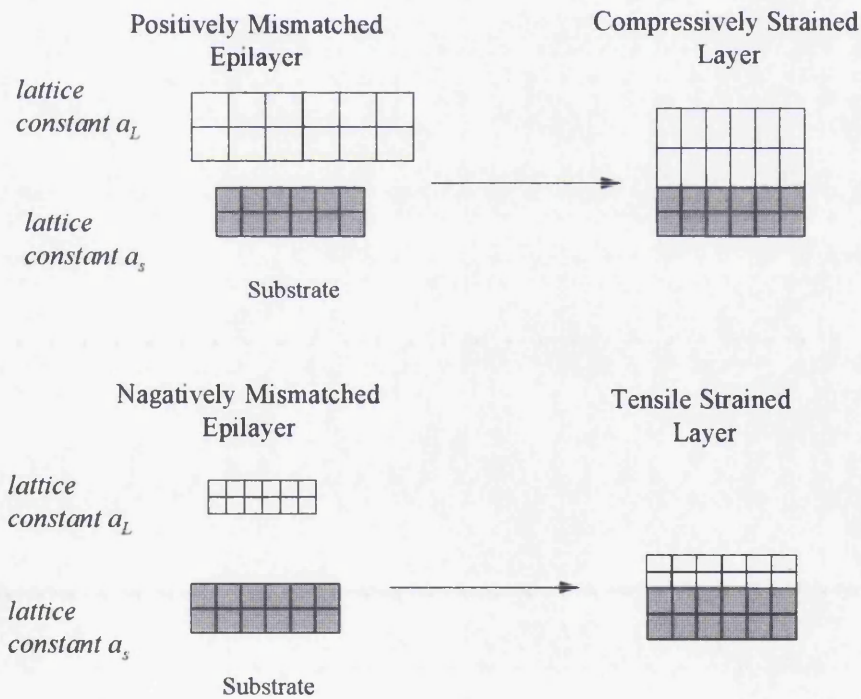 Positively Mismatched
Epilayer
Compressively Strained
Layer
lattice
constant a_L
lattice
constant a_s
Substrate
Nagatively Mismatched
Epilayer
Tensile Strained
Layer
lattice
constant a_L
lattice
constant a_s
Substrate